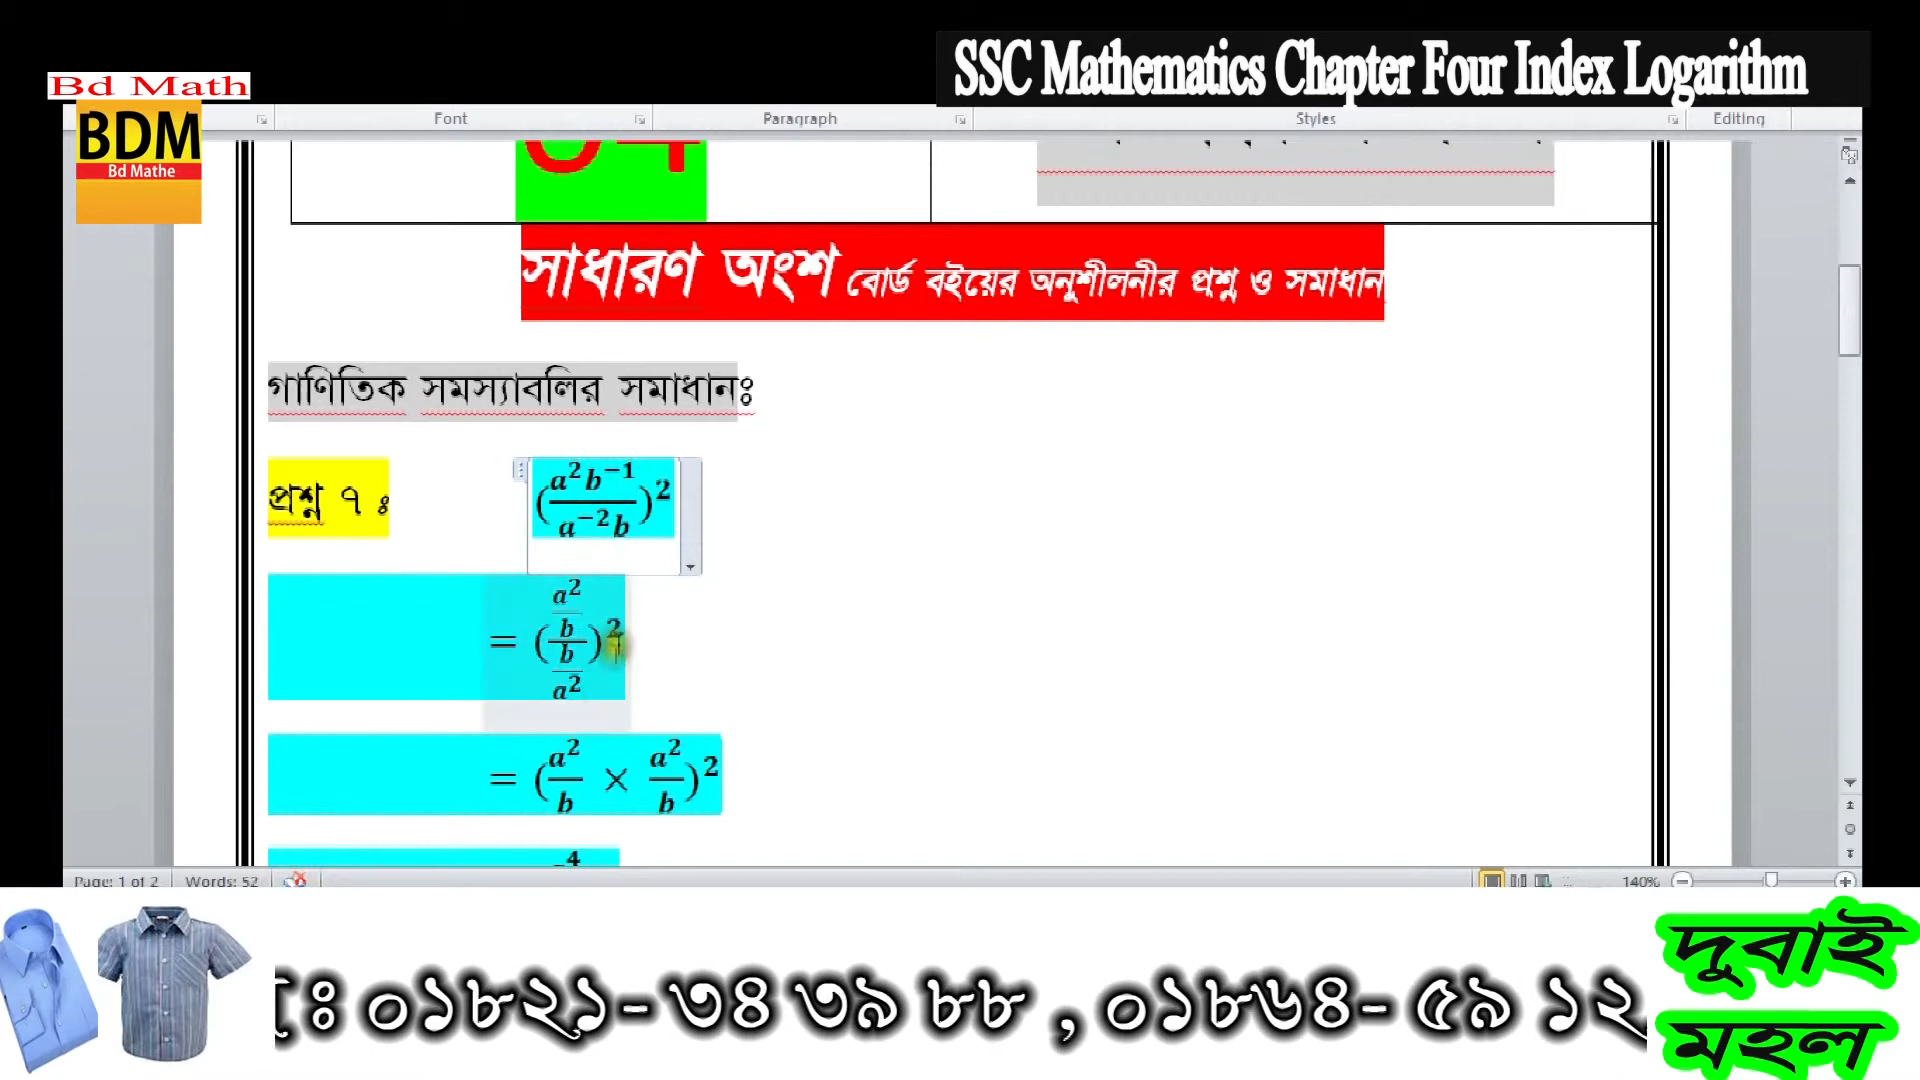 SSC Mathematics Chapter Four Index Logarithm
Bd Math
BDM
Bd Mathe
Font Paragraph Styles Editing
সাধারণ অংশ বোর্ড বইয়ের অনুশীলনীর প্রশ্ন ও সমাধান
গাণিতিক সমস্যাবলির সমাধানঃ
প্রশ্ন ৭ ঃ (a²b⁻¹/a⁻²b)²
= ((a²/b)/(b/a²))²
= (a²/b × a²/b)²
Page: 1 of 2 Words: 52 140%
ঃ ০১৮২১-৩৪ ৩৯ ৮৮ , ০১৮৬৪- ৫৯ ১২
দুবাই
মহল